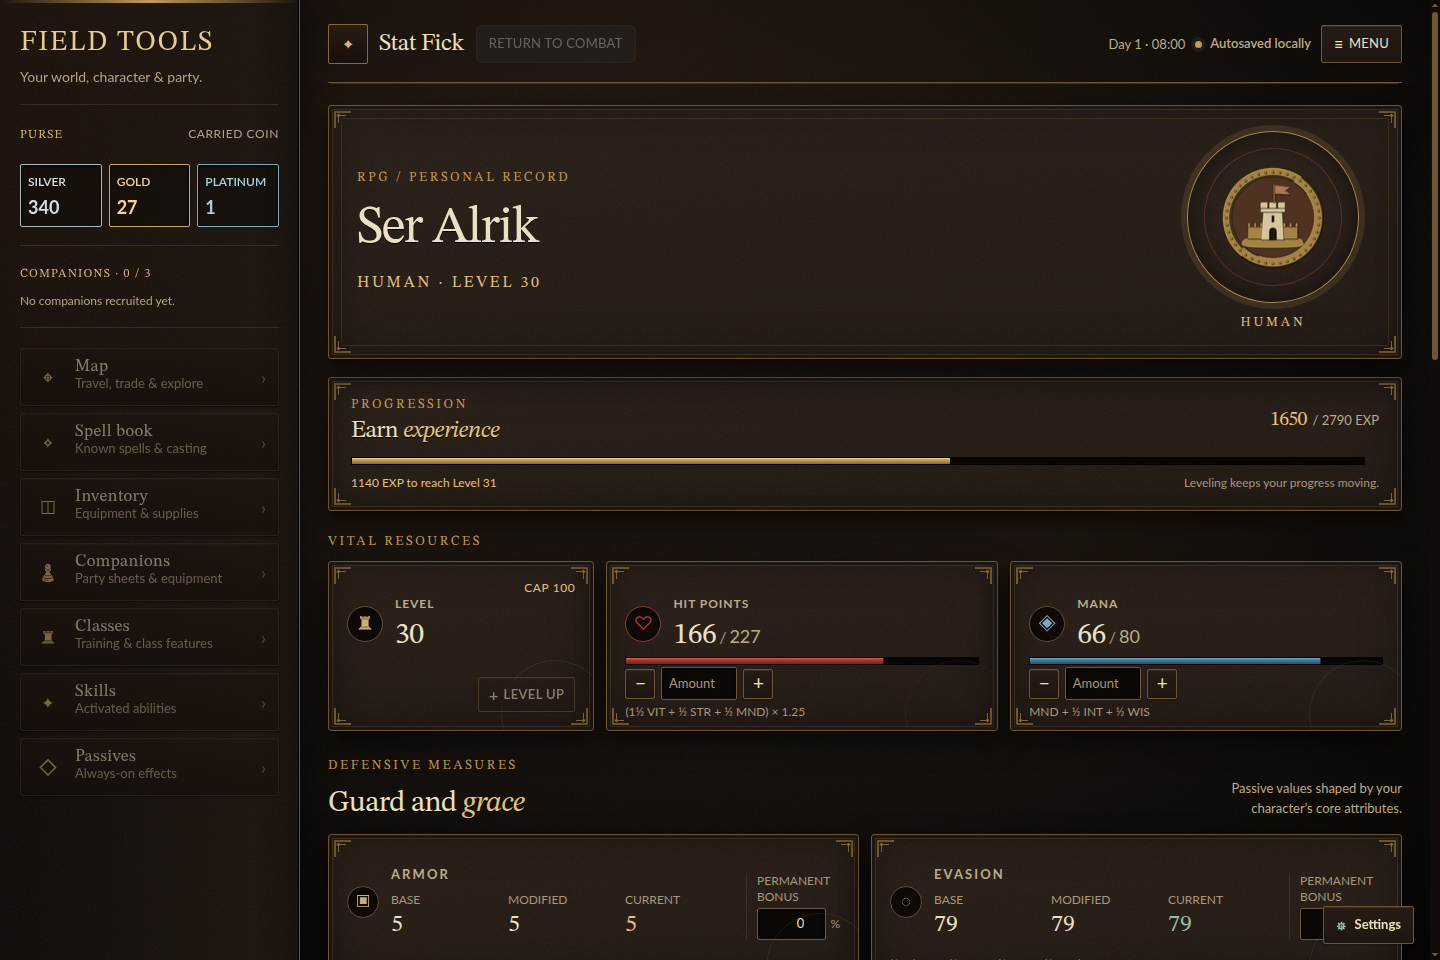 FIELD TOOLS
Your world, character & party.
PURSE
CARRIED COIN
SILVER
340
GOLD
27
PLATINUM
1
COMPANIONS · 0 / 3
No companions recruited yet.
Map
Travel, trade & explore
Spell book
Known spells & casting
Inventory
Equipment & supplies
Companions
Party sheets & equipment
Classes
Training & class features
Skills
Activated abilities
Passives
Always-on effects
Stat Fick
RETURN TO COMBAT
Day 1 · 08:00
Autosaved locally
≡ MENU
RPG / PERSONAL RECORD
Ser Alrik
HUMAN · LEVEL 30
HUMAN
PROGRESSION
Earn experience
1650 / 2790 EXP
1140 EXP to reach Level 31
Leveling keeps your progress moving.
VITAL RESOURCES
CAP 100
LEVEL
30
+ LEVEL UP
HIT POINTS
166 / 227
− Amount +
(1½ VIT + ½ STR + ½ MND) × 1.25
MANA
66 / 80
− Amount +
MND + ½ INT + ½ WIS
DEFENSIVE MEASURES
Guard and grace
Passive values shaped by your
character's core attributes.
ARMOR
BASE
5
MODIFIED
5
CURRENT
5
PERMANENT
BONUS
0 %
EVASION
BASE
79
MODIFIED
79
CURRENT
79
PERMANENT
BONUS
Settings